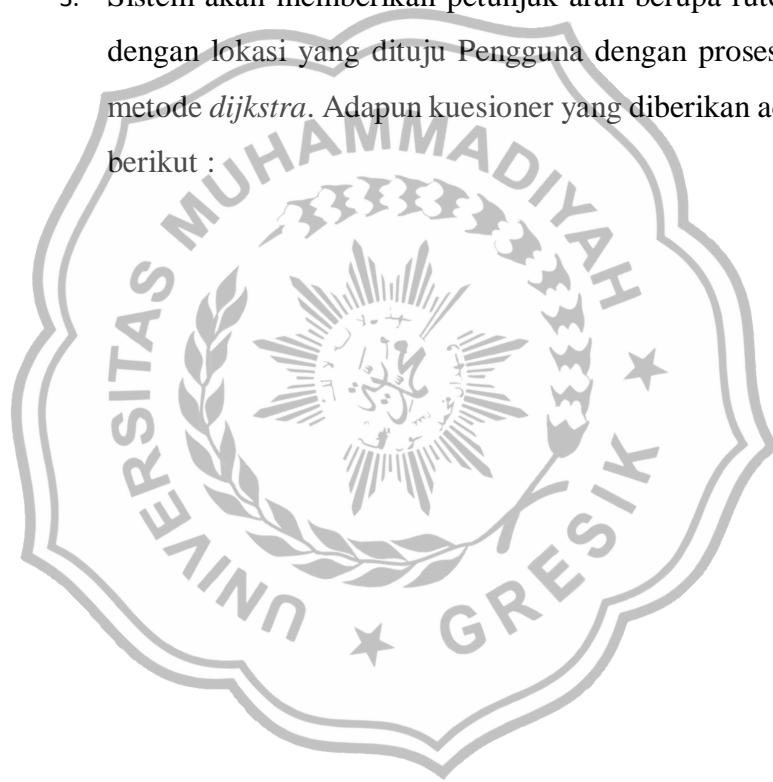 Sistem akan memberikan petunjuk arah berupa rute
dengan lokasi yang dituju Pengguna dengan proses
metode dijkstra. Adapun kuesioner yang diberikan
berikut :
UNIVERSITAS MUHAMMADIYAH
GRESIK